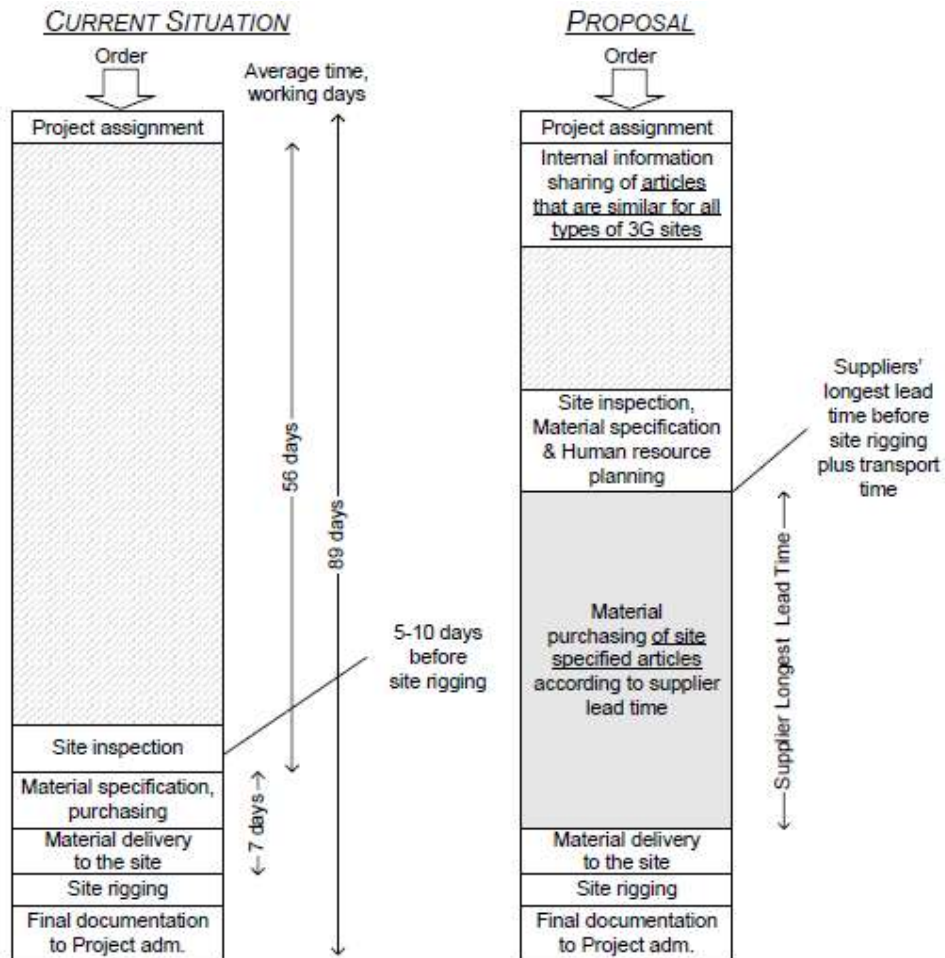 CURRENT SITUATION
Order
Average time,
working days
Project assignment
56 days
89 days
5-10 days
before
site rigging
Site inspection
Material specification,
purchasing
7 days
Material delivery
to the site
Site rigging
Final documentation
to Project adm.
PROPOSAL
Order
Project assignment
Internal information
sharing of articles
that are similar for all
types of 3G sites
Site inspection,
Material specification
& Human resource
planning
Suppliers'
longest lead
time before
site rigging
plus transport
time
Material
purchasing of site
specified articles
according to supplier
lead time
Supplier Longest Lead Time
Material delivery
to the site
Site rigging
Final documentation
to Project adm.